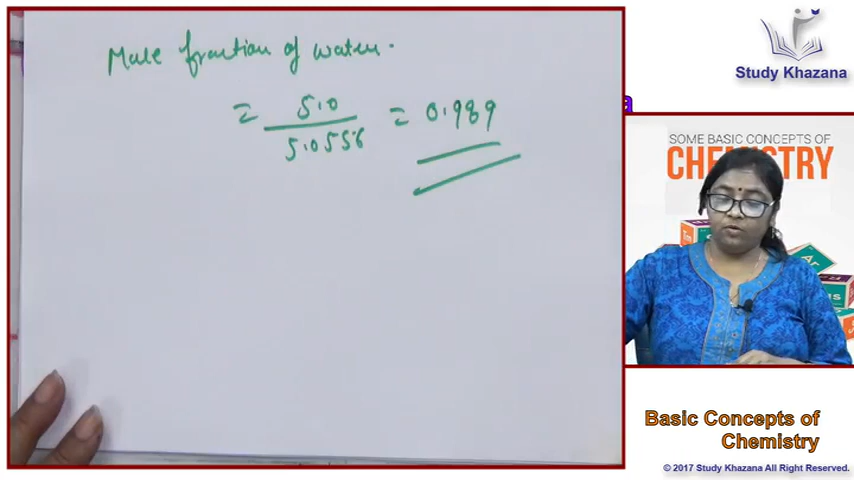 Mole fraction of water.
= 5.0 / 5.0556 = 0.989
Study Khazana
a
SOME BASIC CONCEPTS OF
CHEMISTRY
Ar
Basic Concepts of
Chemistry
© 2017 Study Khazana All Right Reserved.